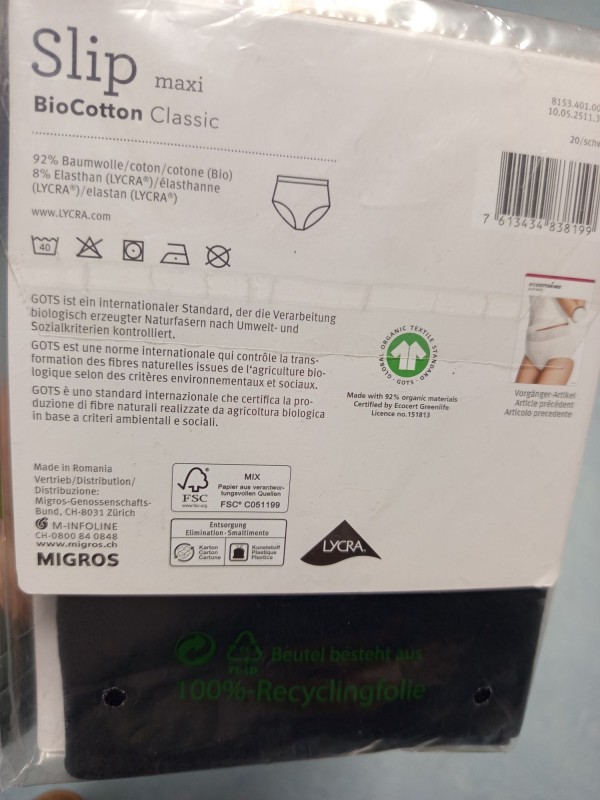 Slip maxi
BioCotton Classic
8153.401.00
10.05.2511.3
20/schw
92% Baumwolle/coton/cotone (Bio)
8% Elasthan (LYCRA®)/élasthanne
(LYCRA®)/elastan (LYCRA®)
www.LYCRA.com
7 613434 838199
40
GOTS ist ein internationaler Standard, der die Verarbeitung
biologisch erzeugter Naturfasern nach Umwelt- und
Sozialkriterien kontrolliert.
GOTS est une norme internationale qui contrôle la trans-
formation des fibres naturelles issues de l'agriculture bio-
logique selon des critères environnementaux et sociaux.
GOTS è uno standard internazionale che certifica la pro-
duzione di fibre naturali realizzate da agricoltura biologica
in base a criteri ambientali e sociali.
GLOBAL ORGANIC TEXTILE STANDARD · GOTS ·
Made with 92% organic materials
Certified by Ecocert Greenlife
Licence no.151813
Vorgänger-Artikel
Article précédent
Articolo precedente
Made in Romania
Vertrieb/Distribution/
Distribuzione:
Migros-Genossenschafts-
Bund, CH-8031 Zürich
M-INFOLINE
CH-0800 84 0848
www.migros.ch
MIGROS
FSC
www.fsc.org
MIX
Papier aus verantwor-
tungsvollen Quellen
FSC® C051199
Entsorgung
Elimination·Smaltimento
Karton
Carton
Cartone
Kunststoff
Plastique
Plastica
LYCRA®
PE-LD
Beutel besteht aus
100%-Recyclingfolie